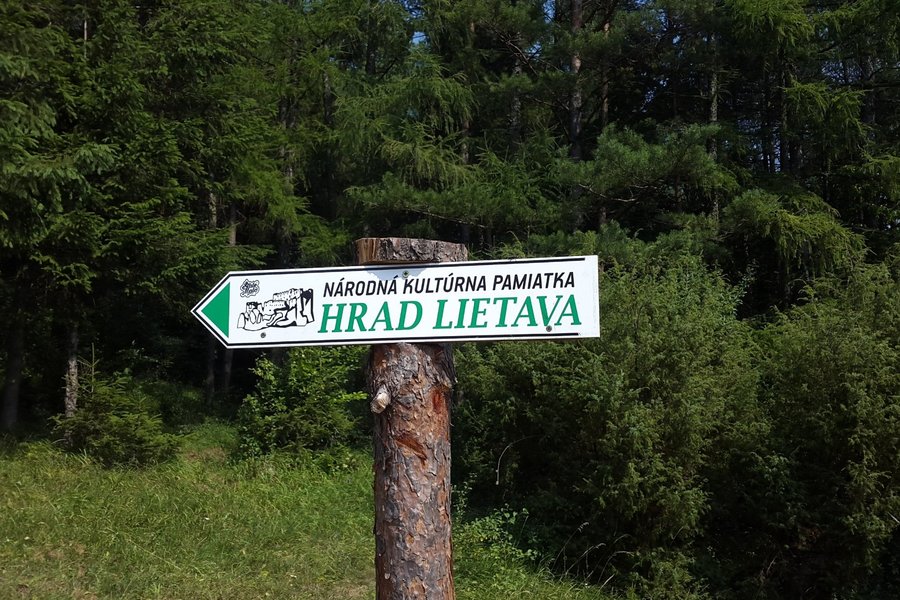 NÁRODNÁ KULTÚRNA PAMIATKA
HRAD LIETAVA